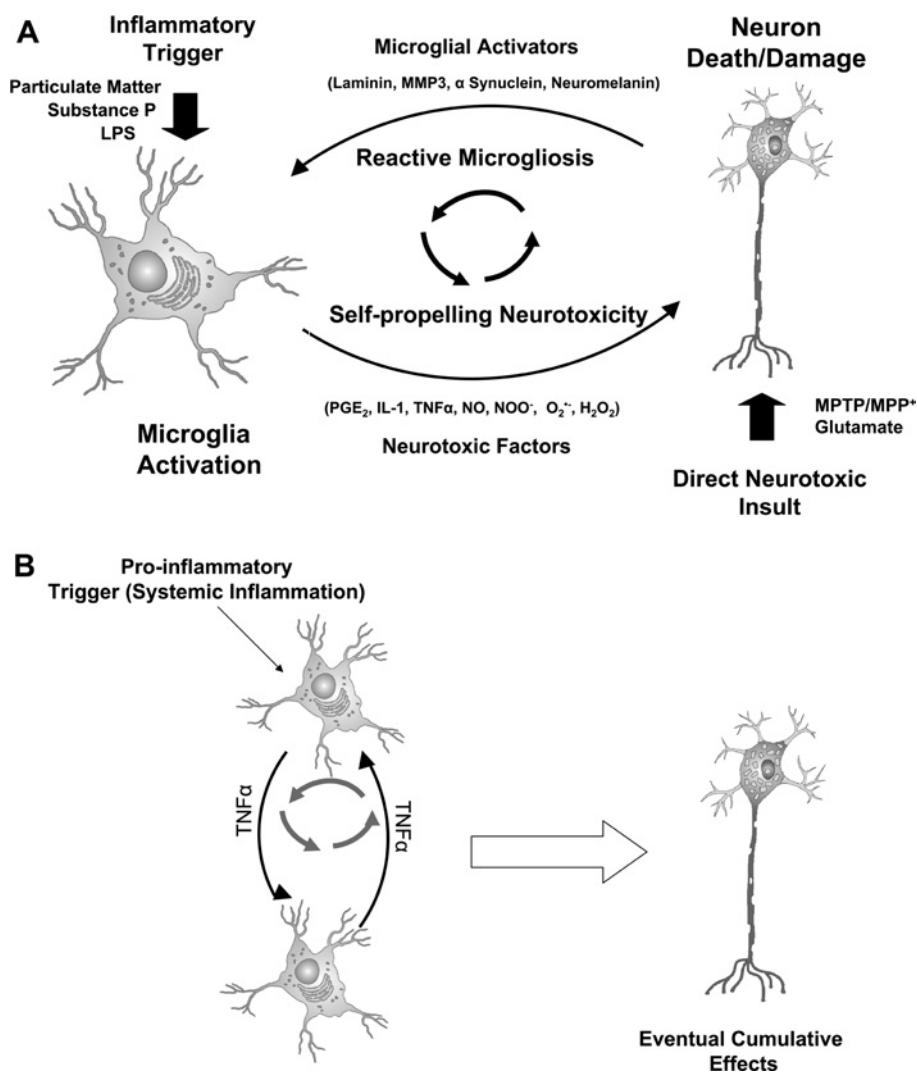 A
Inflammatory
Trigger
Particulate Matter
Substance P
LPS
Microglial Activators
(Laminin, MMP3, α Synuclein, Neuromelanin)
Neuron
Death/Damage
Reactive Microgliosis
Self-propelling Neurotoxicity
(PGE₂, IL-1, TNFα, NO, NOO⁻, O₂•⁻, H₂O₂)
Neurotoxic Factors
Microglia
Activation
MPTP/MPP⁺
Glutamate
Direct Neurotoxic
Insult
B
Pro-inflammatory
Trigger (Systemic Inflammation)
TNFα
TNFα
Eventual Cumulative
Effects